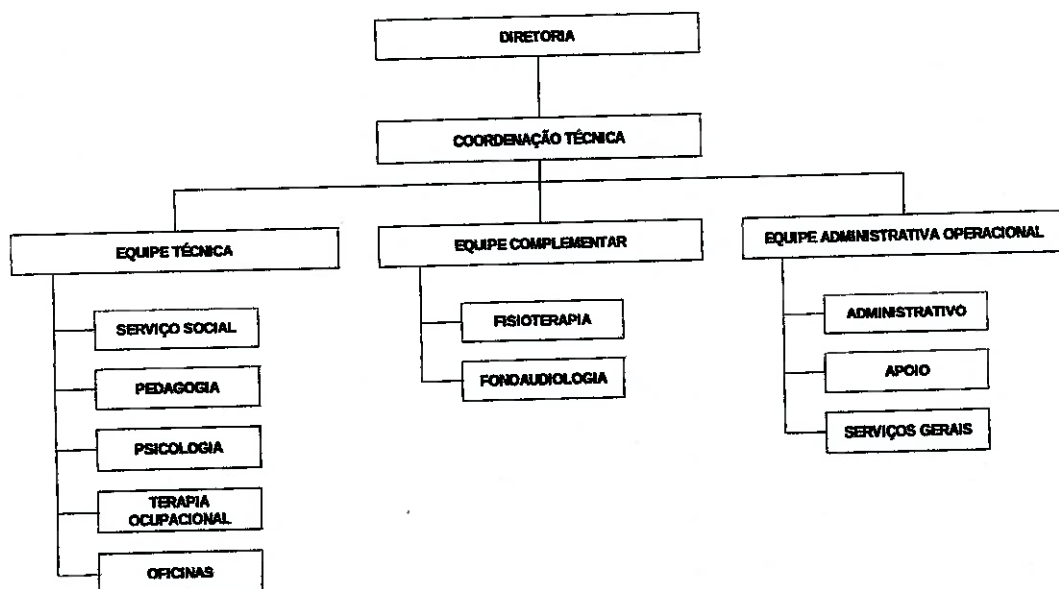 DIRETORIA
COORDENAÇÃO TÉCNICA
EQUIPE TÉCNICA
EQUIPE COMPLEMENTAR
EQUIPE ADMINISTRATIVA OPERACIONAL
SERVIÇO SOCIAL
PEDAGOGIA
PSICOLOGIA
TERAPIA
OCUPACIONAL
OFICINAS
FISIOTERAPIA
FONOAUDIOLOGIA
ADMINISTRATIVO
APOIO
SERVIÇOS GERAIS